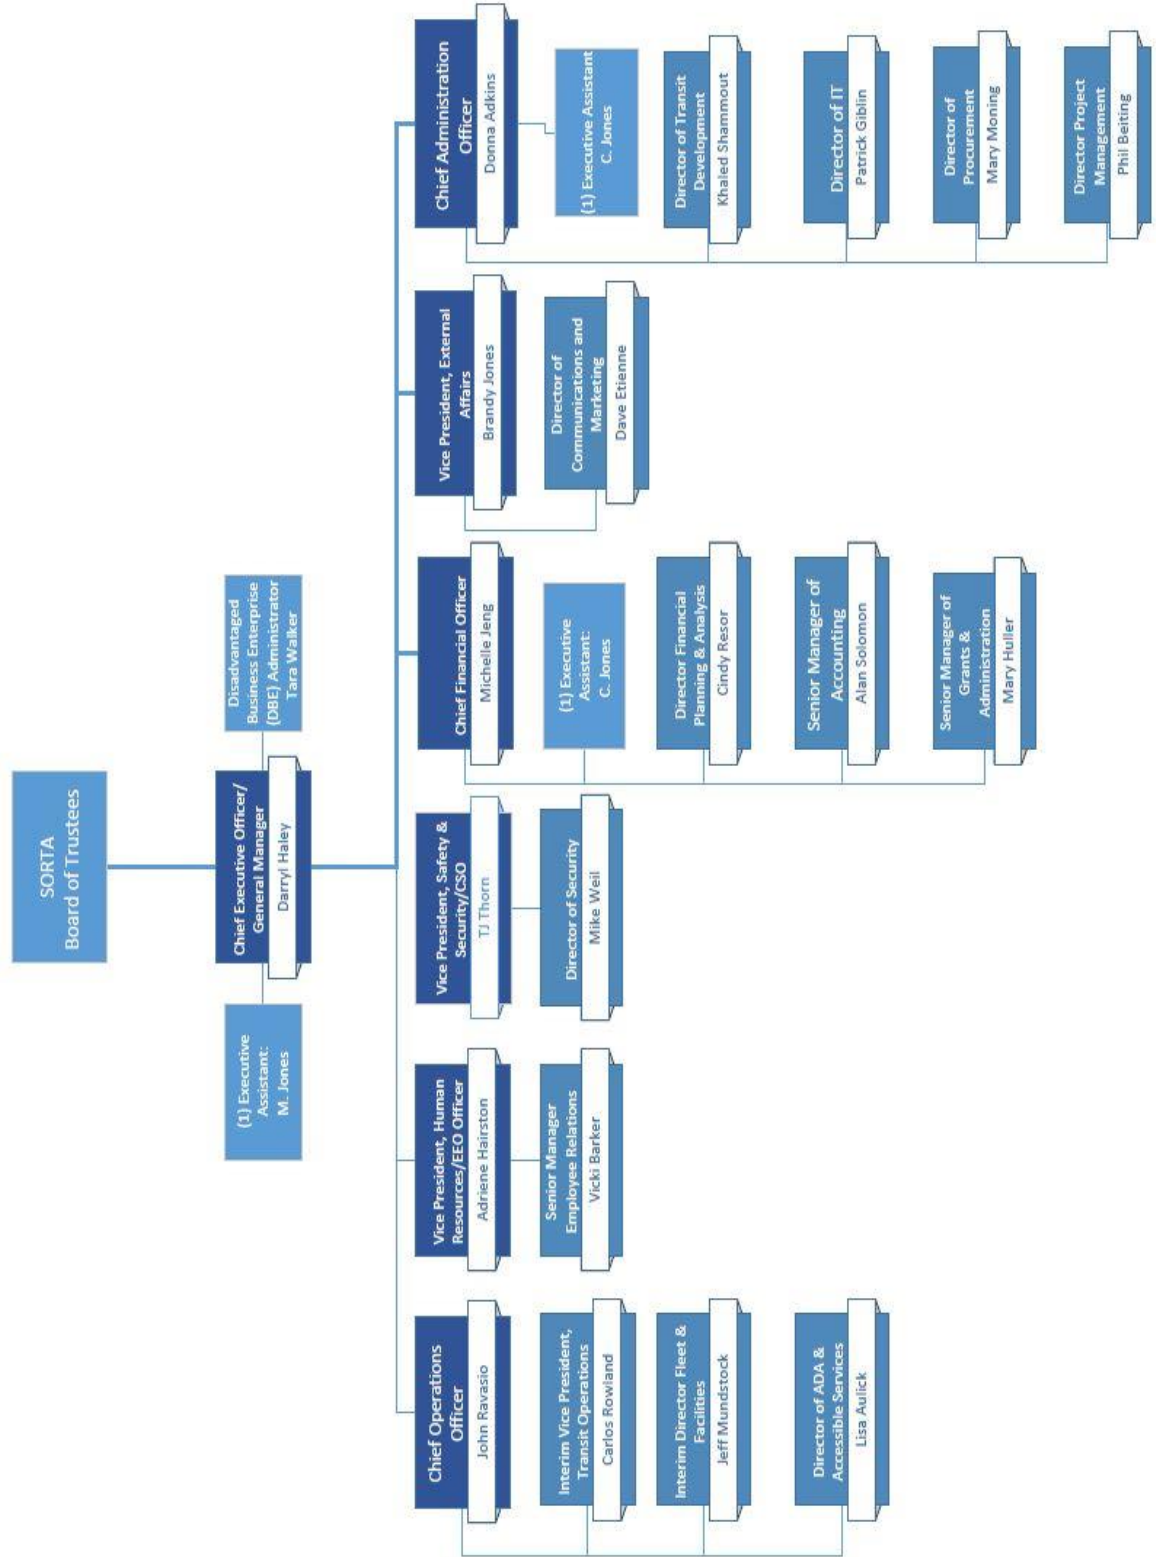 SORTA
Board of Trustees
(1) Executive
Assistant:
M. Jones
Chief Executive Officer/
General Manager
Darryl Haley
Disadvantaged
Business Enterprise
(DBE) Administrator
Tara Walker
Chief Operations
Officer
John Ravasio
Interim Vice President,
Transit Operations
Carlos Rowland
Interim Director Fleet &
Facilities
Jeff Mundstock
Director of ADA &
Accessible Services
Lisa Aulick
Vice President, Human
Resources/EEO Officer
Adriene Hairston
Senior Manager
Employee Relations
Vicki Barker
Vice President, Safety &
Security/CSO
TJ Thorn
Director of Security
Mike Weil
Chief Financial Officer
Michelle Jeng
(1) Executive
Assistant:
C. Jones
Director Financial
Planning & Analysis
Cindy Resor
Senior Manager of
Accounting
Alan Solomon
Senior Manager of
Grants &
Administration
Mary Huller
Vice President, External
Affairs
Brandy Jones
Director of
Communications and
Marketing
Dave Etienne
Chief Administration
Officer
Donna Adkins
(1) Executive Assistant
C. Jones
Director of Transit
Development
Khaled Shammout
Director of IT
Patrick Giblin
Director of
Procurement
Mary Moning
Director Project
Management
Phil Beiting